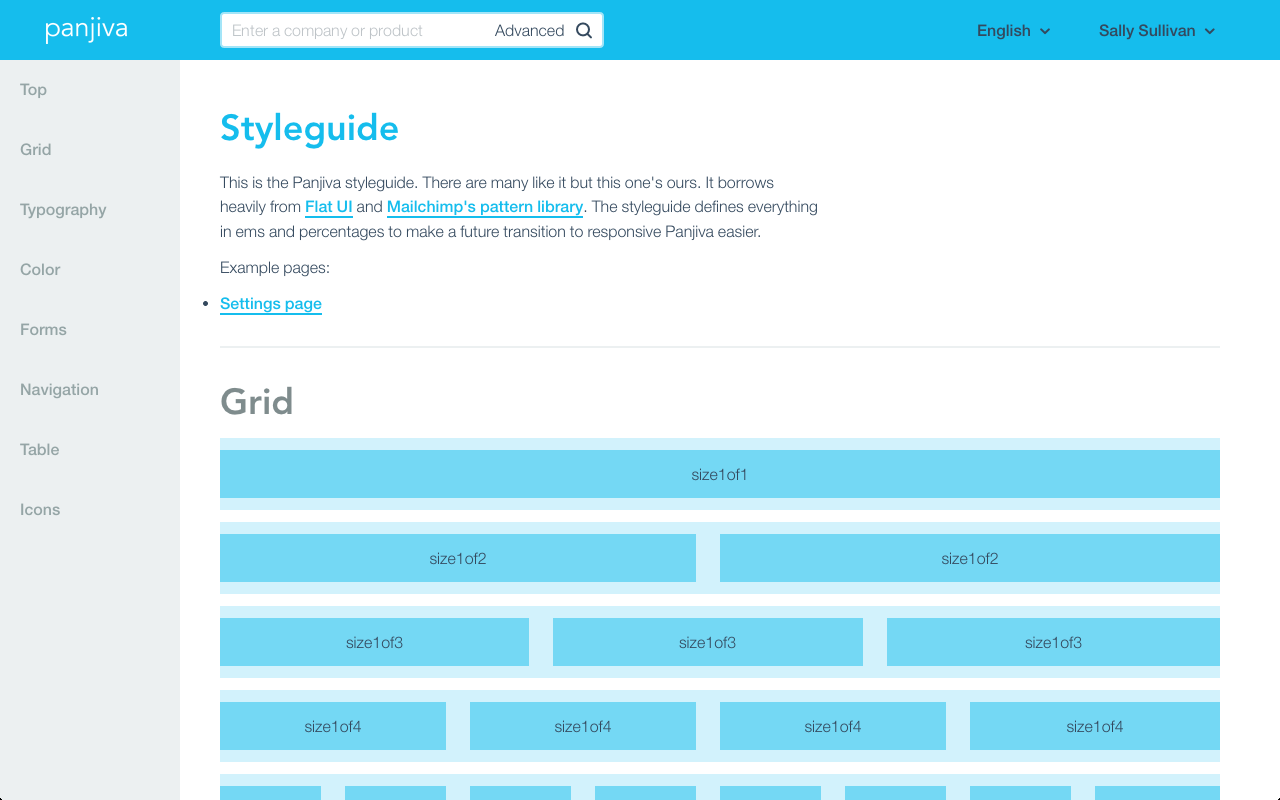 panjiva
Enter a company or product Advanced
English
Sally Sullivan
Top
Grid
Typography
Color
Forms
Navigation
Table
Icons
Styleguide
This is the Panjiva styleguide. There are many like it but this one's ours. It borrows
heavily from Flat UI and Mailchimp's pattern library. The styleguide defines everything
in ems and percentages to make a future transition to responsive Panjiva easier.
Example pages:
Settings page
Grid
size1of1
size1of2 size1of2
size1of3 size1of3 size1of3
size1of4 size1of4 size1of4 size1of4